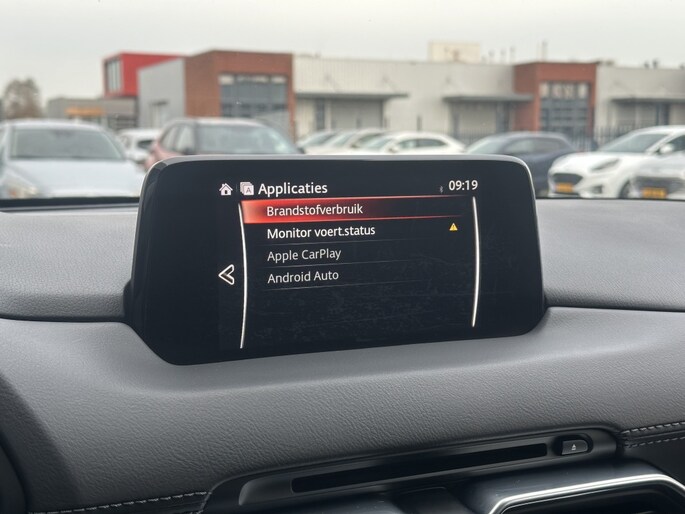 A Applicaties 09:19
Brandstofverbruik
Monitor voert.status
Apple CarPlay
Android Auto